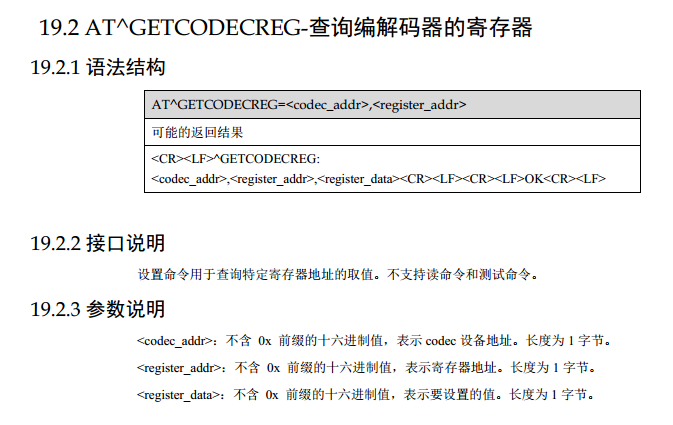 19.2 AT^GETCODECREG-查询编解码器的寄存器
19.2.1 语法结构
AT^GETCODECREG=<codec_addr>,<register_addr>
可能的返回结果
<CR><LF>^GETCODECREG:
<codec_addr>,<register_addr>,<register_data><CR><LF><CR><LF>OK<CR><LF>
19.2.2 接口说明
设置命令用于查询特定寄存器地址的取值。不支持读命令和测试命令。
19.2.3 参数说明
<codec_addr>：不含 0x 前缀的十六进制值，表示 codec 设备地址。长度为 1 字节。
<register_addr>：不含 0x 前缀的十六进制值，表示寄存器地址。长度为 1 字节。
<register_data>：不含 0x 前缀的十六进制值，表示要设置的值。长度为 1 字节。